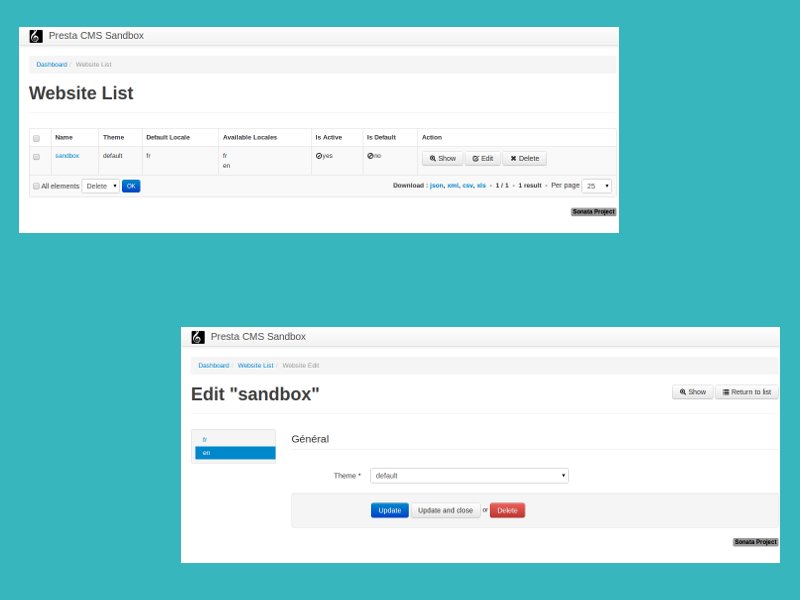 Presta CMS Sandbox
Dashboard / Website List
Website List
Name Theme Default Locale Available Locales Is Active Is Default Action
sandbox default fr fr yes no Show Edit Delete
en
All elements Delete OK Download : json, xml, csv, xls - 1 / 1 - 1 result - Per page 25
Sonata Project
Presta CMS Sandbox
Dashboard / Website List / Website Edit
Edit "sandbox" Show Return to list
fr
en
Général
Theme * default
Update Update and close or Delete
Sonata Project